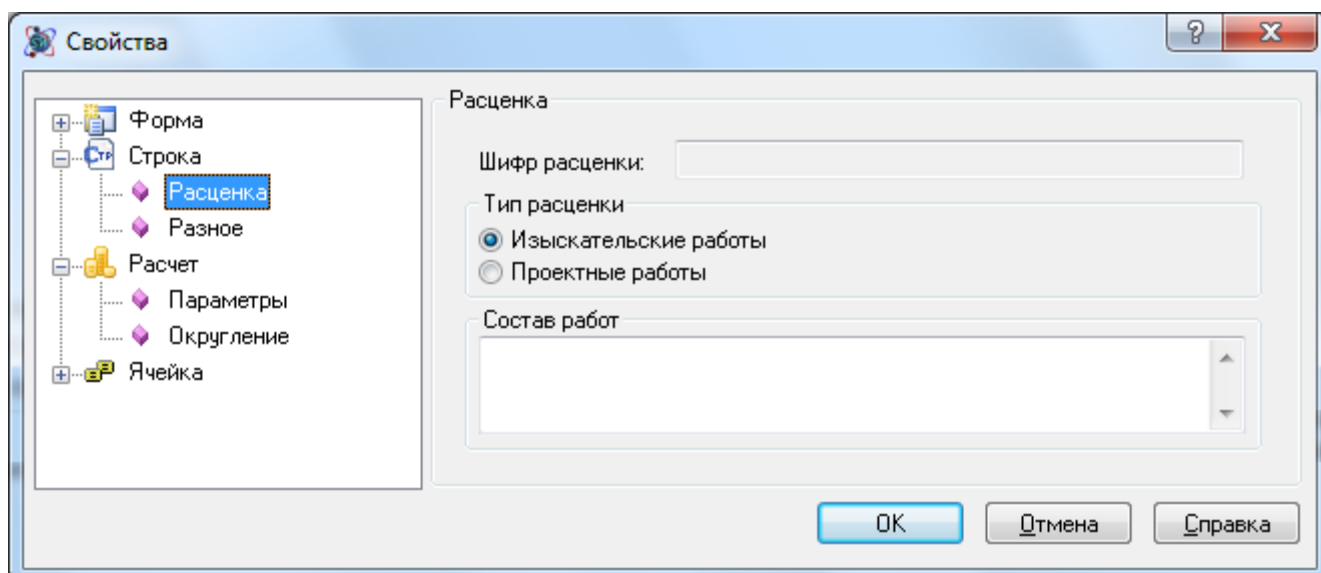 Свойства
Форма
Строка
Расценка
Разное
Расчет
Параметры
Округление
Ячейка
Расценка
Шифр расценки:
Тип расценки
Изыскательские работы
Проектные работы
Состав работ
OK
Отмена
Справка